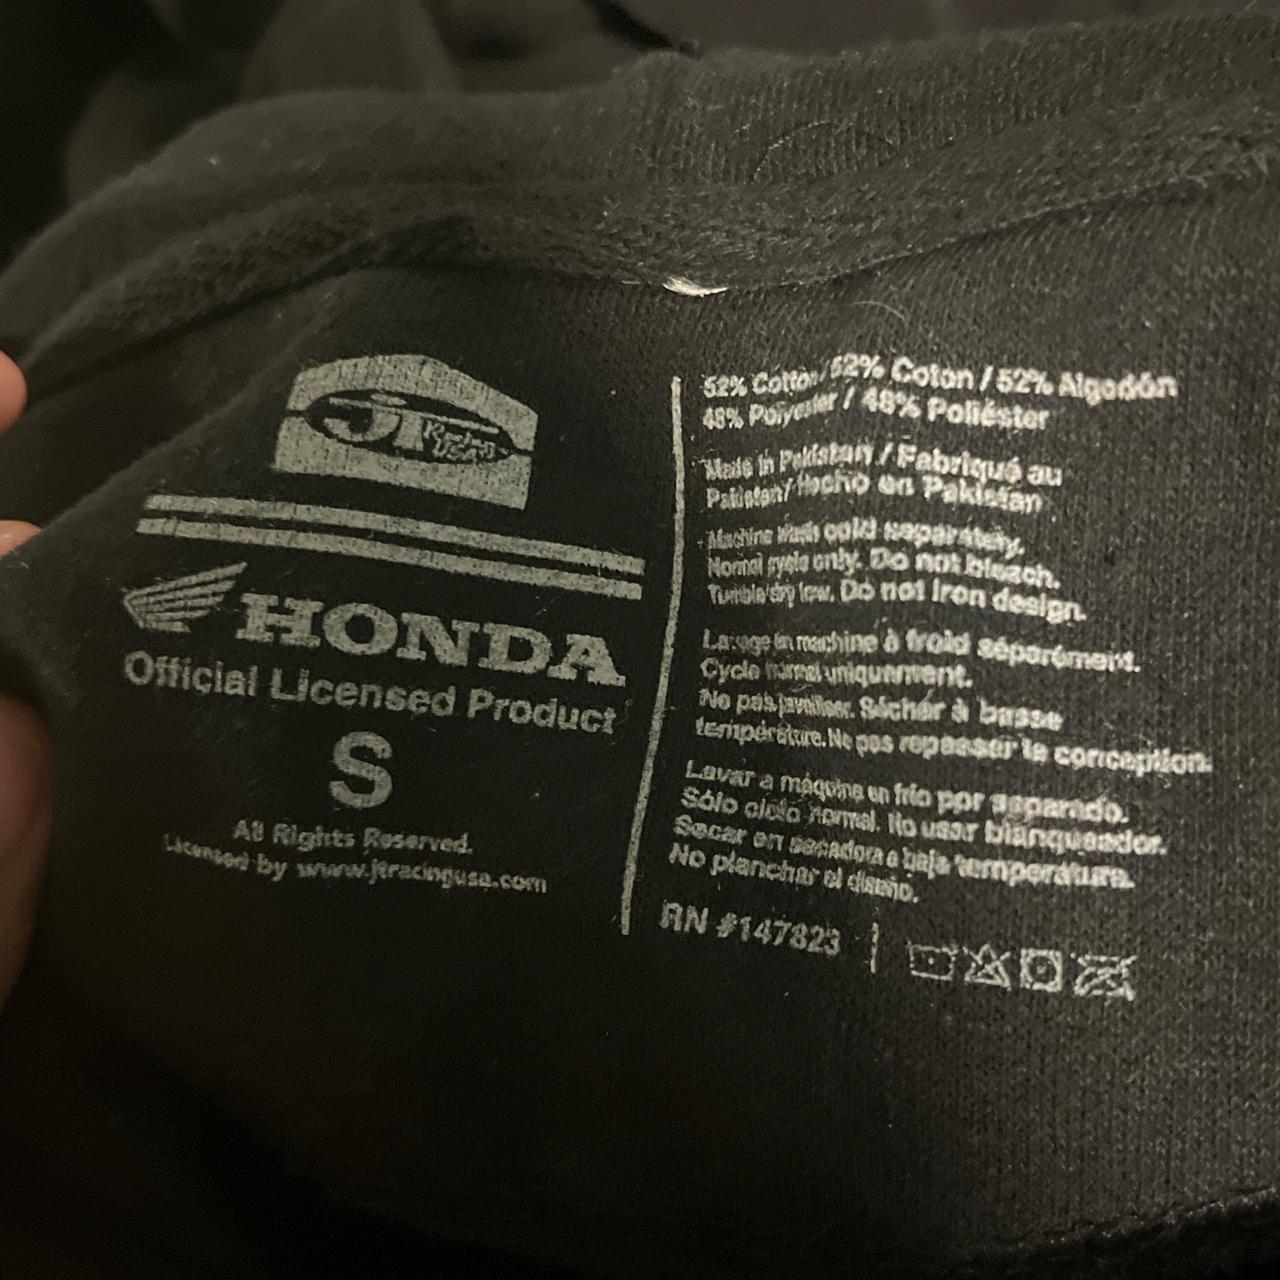 JT Racing
USA
HONDA
Official Licensed Product
S
All Rights Reserved.
Licensed by www.jtracingusa.com
52% Cotton / 52% Coton / 52% Algodón
48% Polyester / 48% Poliéster
Made in Pakistan / Fabriqué au
Pakistan / Hecho en Pakistan
Machine wash cold separately.
Normal cycle only. Do not bleach.
Tumble dry low. Do not iron design.
Lavage en machine à froid séparément.
Cycle normal uniquement.
No pas javelliser. Sécher à basse
température. Ne pas repasser le conception.
Lavar a máquina en frío por separado.
Sólo ciclo normal. No usar blanqueador.
Secar en secadora a baja temperatura.
No planchar el diseño.
RN #147823